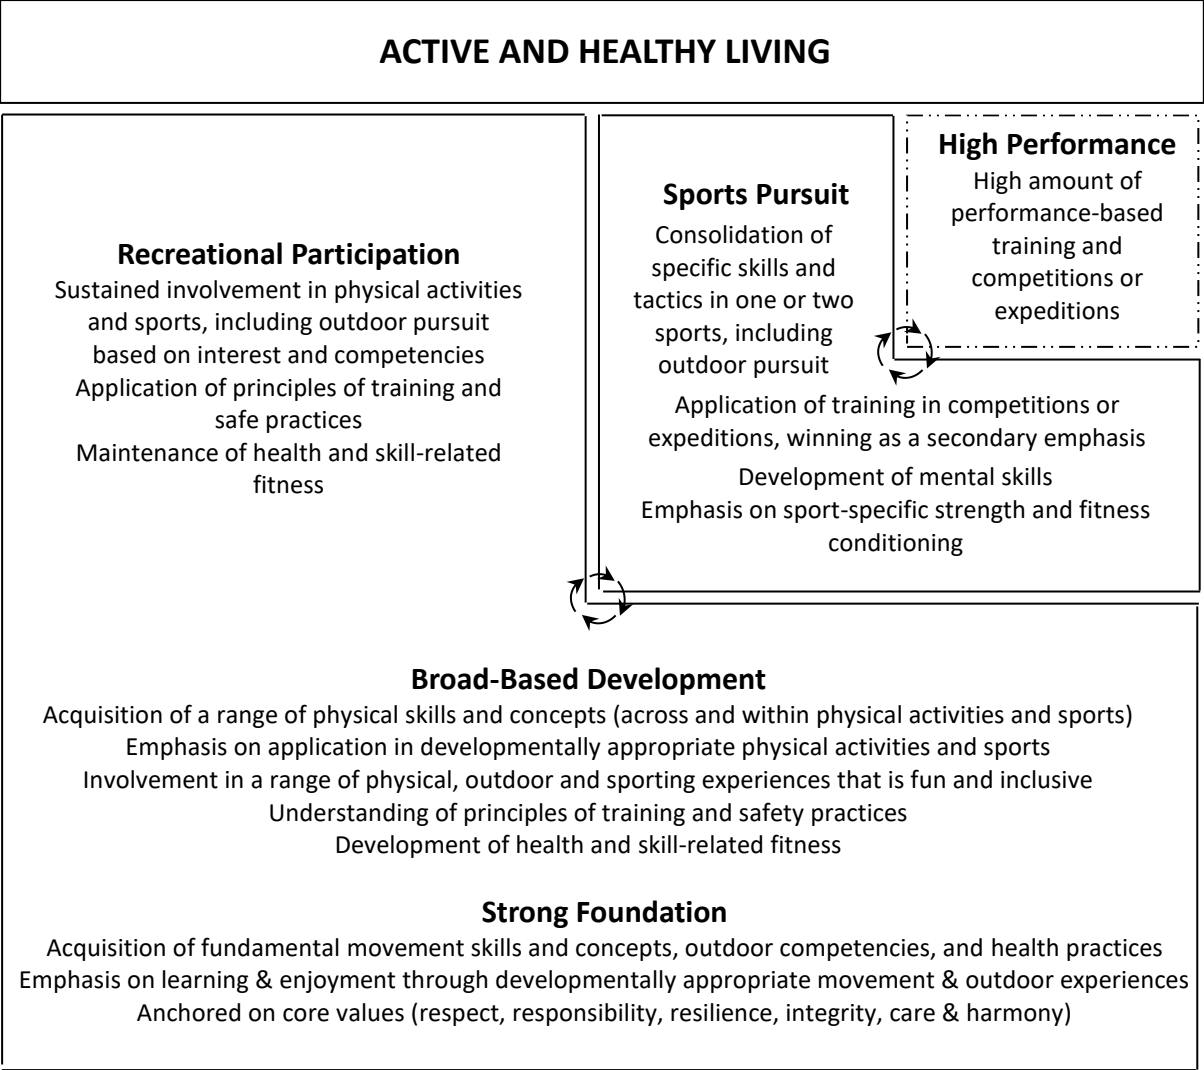 ACTIVE AND HEALTHY LIVING
Recreational Participation
Sustained involvement in physical activities
and sports, including outdoor pursuit
based on interest and competencies
Application of principles of training and
safe practices
Maintenance of health and skill-related
fitness
Sports Pursuit
Consolidation of
specific skills and
tactics in one or two
sports, including
outdoor pursuit
Application of training in competitions or
expeditions, winning as a secondary emphasis
Development of mental skills
Emphasis on sport-specific strength and fitness
conditioning
High Performance
High amount of
performance-based
training and
competitions or
expeditions
Broad-Based Development
Acquisition of a range of physical skills and concepts (across and within physical activities and sports)
Emphasis on application in developmentally appropriate physical activities and sports
Involvement in a range of physical, outdoor and sporting experiences that is fun and inclusive
Understanding of principles of training and safety practices
Development of health and skill-related fitness
Strong Foundation
Acquisition of fundamental movement skills and concepts, outdoor competencies, and health practices
Emphasis on learning & enjoyment through developmentally appropriate movement & outdoor experiences
Anchored on core values (respect, responsibility, resilience, integrity, care & harmony)